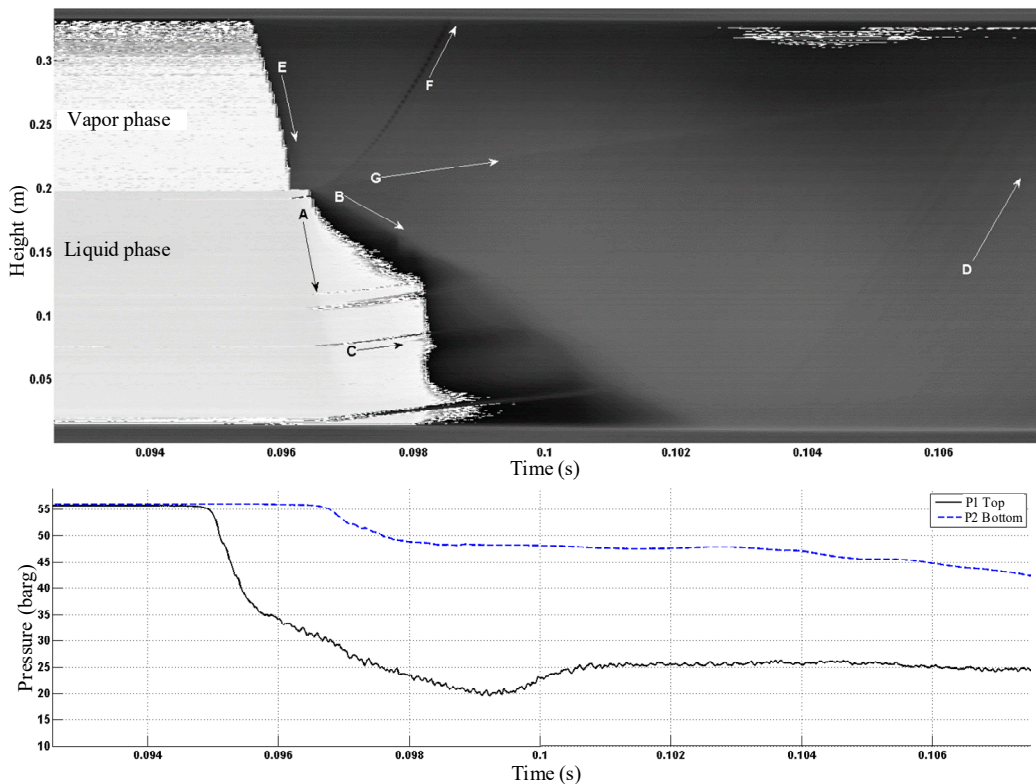 E
F
0.3
Vapor phase
0.25
G
0.2
B
A
Height (m)
Liquid phase
0.15
D
0.1
C
0.05
0.094
0.096
0.098
0.1
0.102
0.104
0.106
Time (s)
P1 Top
P2 Bottom
55
50
45
40
35
30
25
20
15
10
Pressure (barg)
0.094
0.096
0.098
0.1
0.102
0.104
0.106
Time (s)